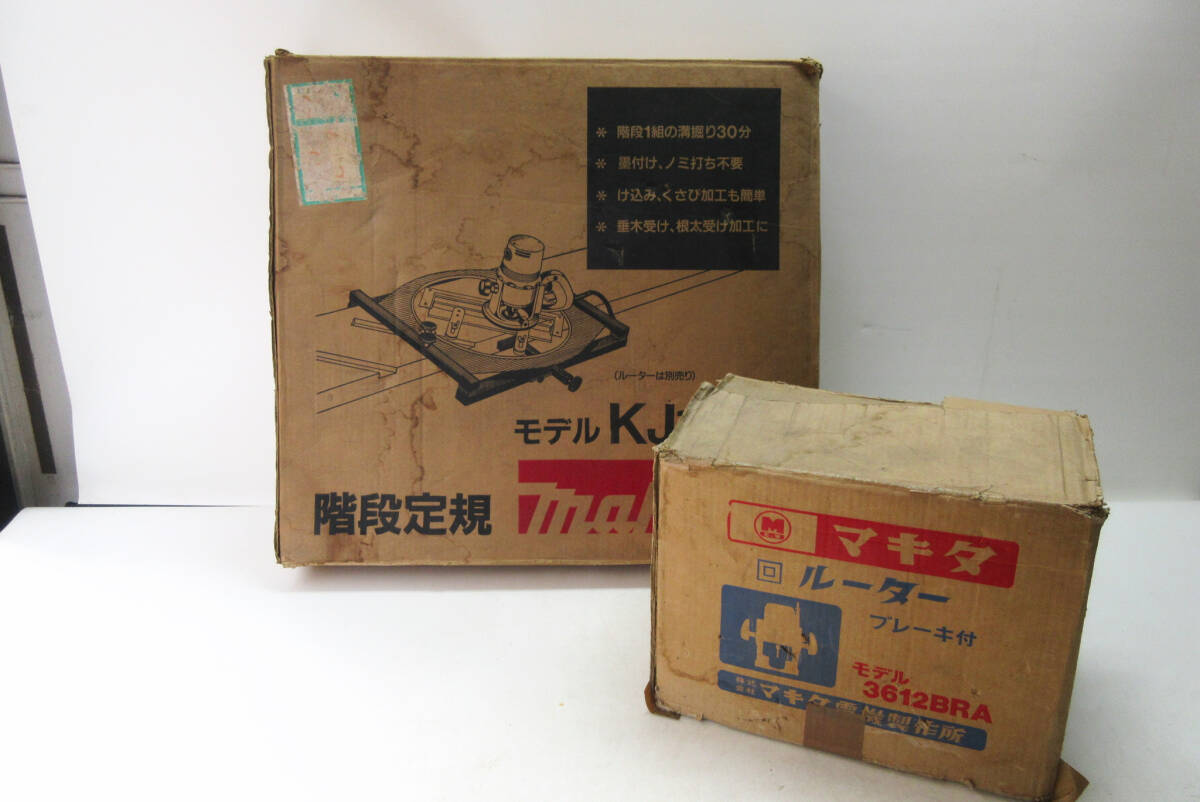 * 階段1組の溝掘り30分
* 墨付け、ノミ打ち不要
* け込み、くさび加工も簡単
* 垂木受け、根太受け加工に
(ルーターは別売り)
モデル KJ
階段定規
mak
M
マキタ
回 ルーター
ブレーキ付
モデル
3612BRA
株式会社 マキタ電機製作所